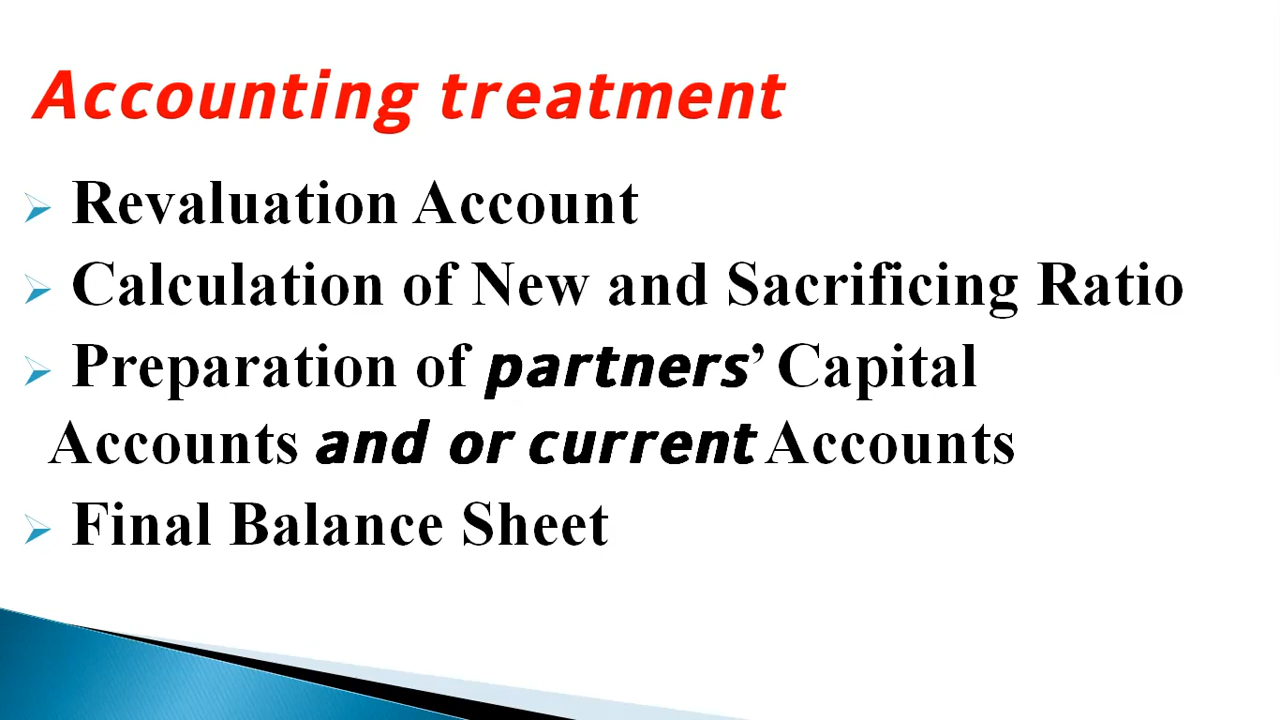 Accounting treatment
Revaluation Account
Calculation of New and Sacrificing Ratio
Preparation of partners’ Capital
Accounts and or current Accounts
Final Balance Sheet